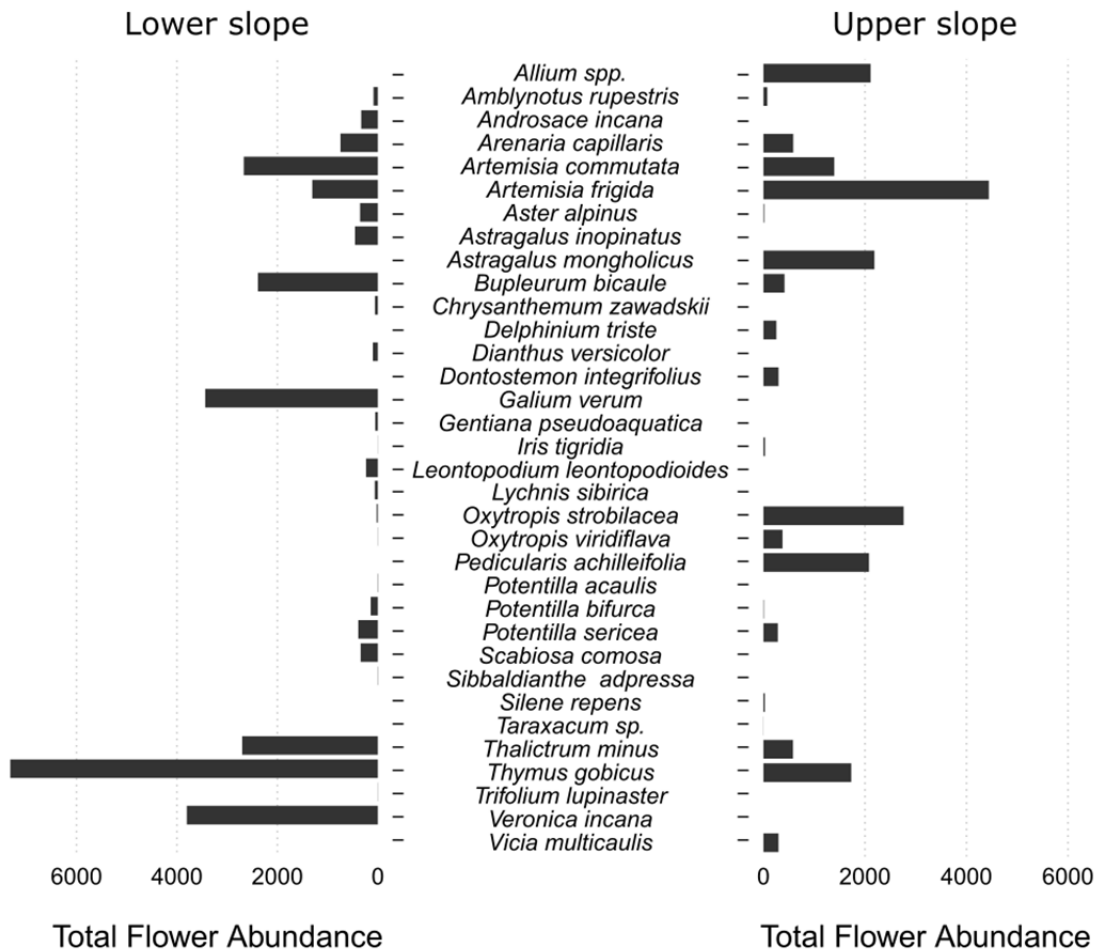 Lower slope
Upper slope
Allium spp.
Amblynotus rupestris
Androsace incana
Arenaria capillaris
Artemisia commutata
Artemisia frigida
Aster alpinus
Astragalus inopinatus
Astragalus mongholicus
Bupleurum bicaule
Chrysanthemum zawadskii
Delphinium triste
Dianthus versicolor
Dontostemon integrifolius
Galium verum
Gentiana pseudoaquatica
Iris tigridia
Leontopodium leontopodioides
Lychnis sibirica
Oxytropis strobilacea
Oxytropis viridiflava
Pedicularis achilleifolia
Potentilla acaulis
Potentilla bifurca
Potentilla sericea
Scabiosa comosa
Sibbaldianthe adpressa
Silene repens
Taraxacum sp.
Thalictrum minus
Thymus gobicus
Trifolium lupinaster
Veronica incana
Vicia multicaulis
6000 4000 2000 0
0 2000 4000 6000
Total Flower Abundance
Total Flower Abundance